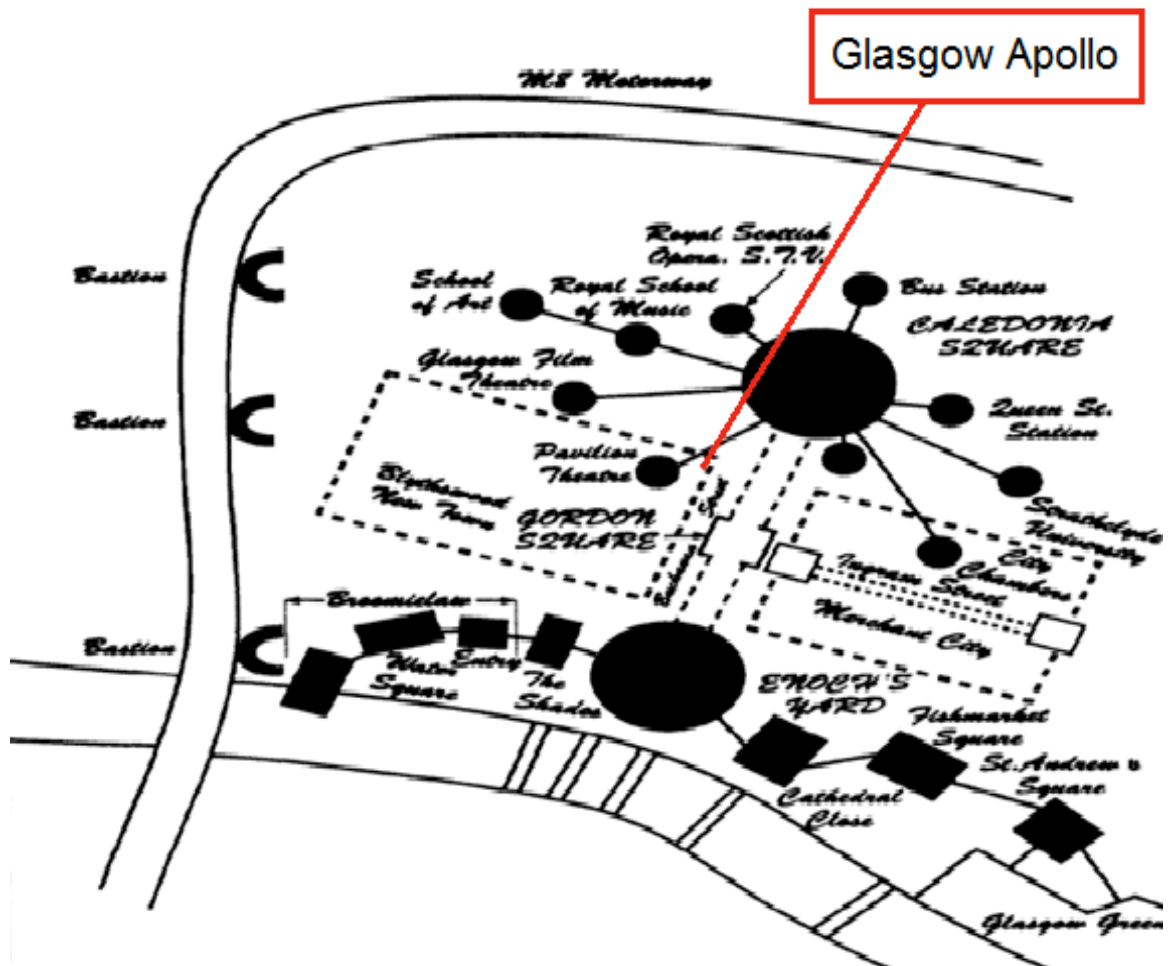 Glasgow Apollo
M8 Motorway
Royal Scottish
Opera. S.T.V.
Bastion
School
of Art
Royal School
of Music
Bus Station
CALEDONIA
SQUARE
Glasgow Film
Theatre
Bastion
Queen St.
Station
Pavilion
Theatre
Blythswood
New Town
GORDON
SQUARE
Strathclyde
University
City
Chambers
Ingram Street
Merchant City
Broomielaw
Bastion
Water
Square
Entry
The
Shades
ENOCH'S
YARD
Fishmarket
Square
St. Andrew's
Square
Cathedral
Close
Glasgow Green